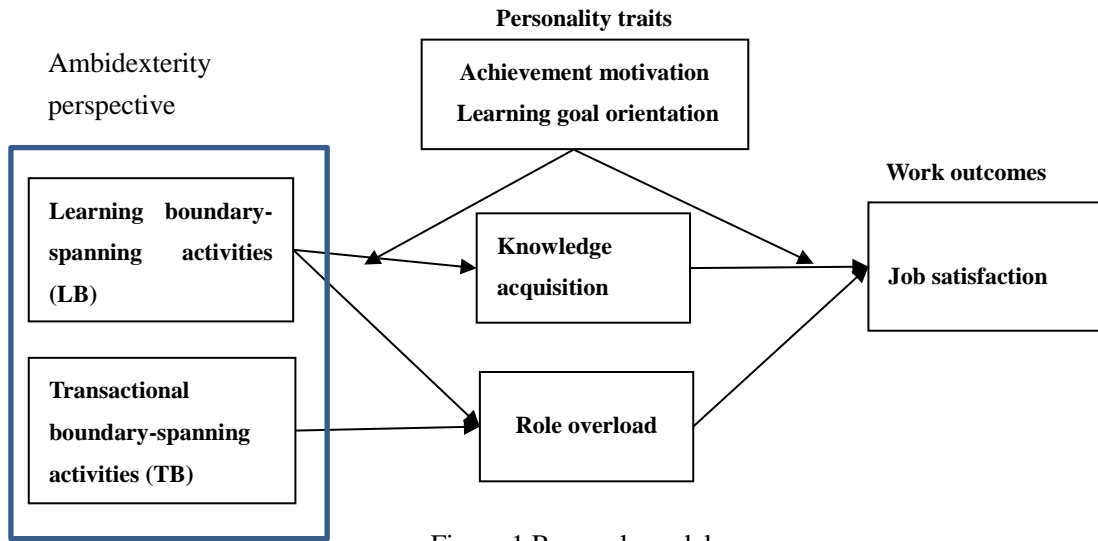 Personality traits
Ambidexterity
perspective
Achievement motivation
Learning goal orientation
Work outcomes
Learning boundary-
spanning activities
(LB)
Knowledge
acquisition
Job satisfaction
Transactional
boundary-spanning
activities (TB)
Role overload
Figure 1 Research model